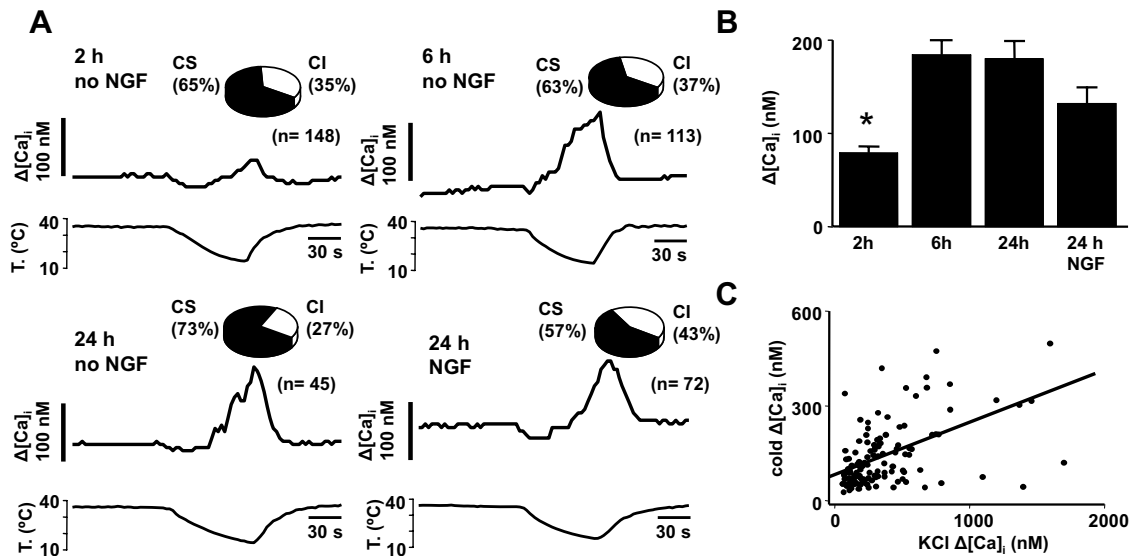 A
2 h
no NGF
CS
(65%)
CI
(35%)
(n= 148)
Δ[Ca]i
100 nM
T. (ºC)
40
10
30 s
6 h
no NGF
CS
(63%)
CI
(37%)
(n= 113)
Δ[Ca]i
100 nM
T. (ºC)
40
10
30 s
24 h
no NGF
CS
(73%)
CI
(27%)
(n= 45)
Δ[Ca]i
100 nM
T. (ºC)
40
10
30 s
24 h
NGF
CS
(57%)
CI
(43%)
(n= 72)
Δ[Ca]i
100 nM
T. (ºC)
40
10
30 s
B
Δ[Ca]i (nM)
200
100
0
*
2h
6h
24h
24 h
NGF
C
cold Δ[Ca]i (nM)
600
300
0
0
1000
2000
KCl Δ[Ca]i (nM)